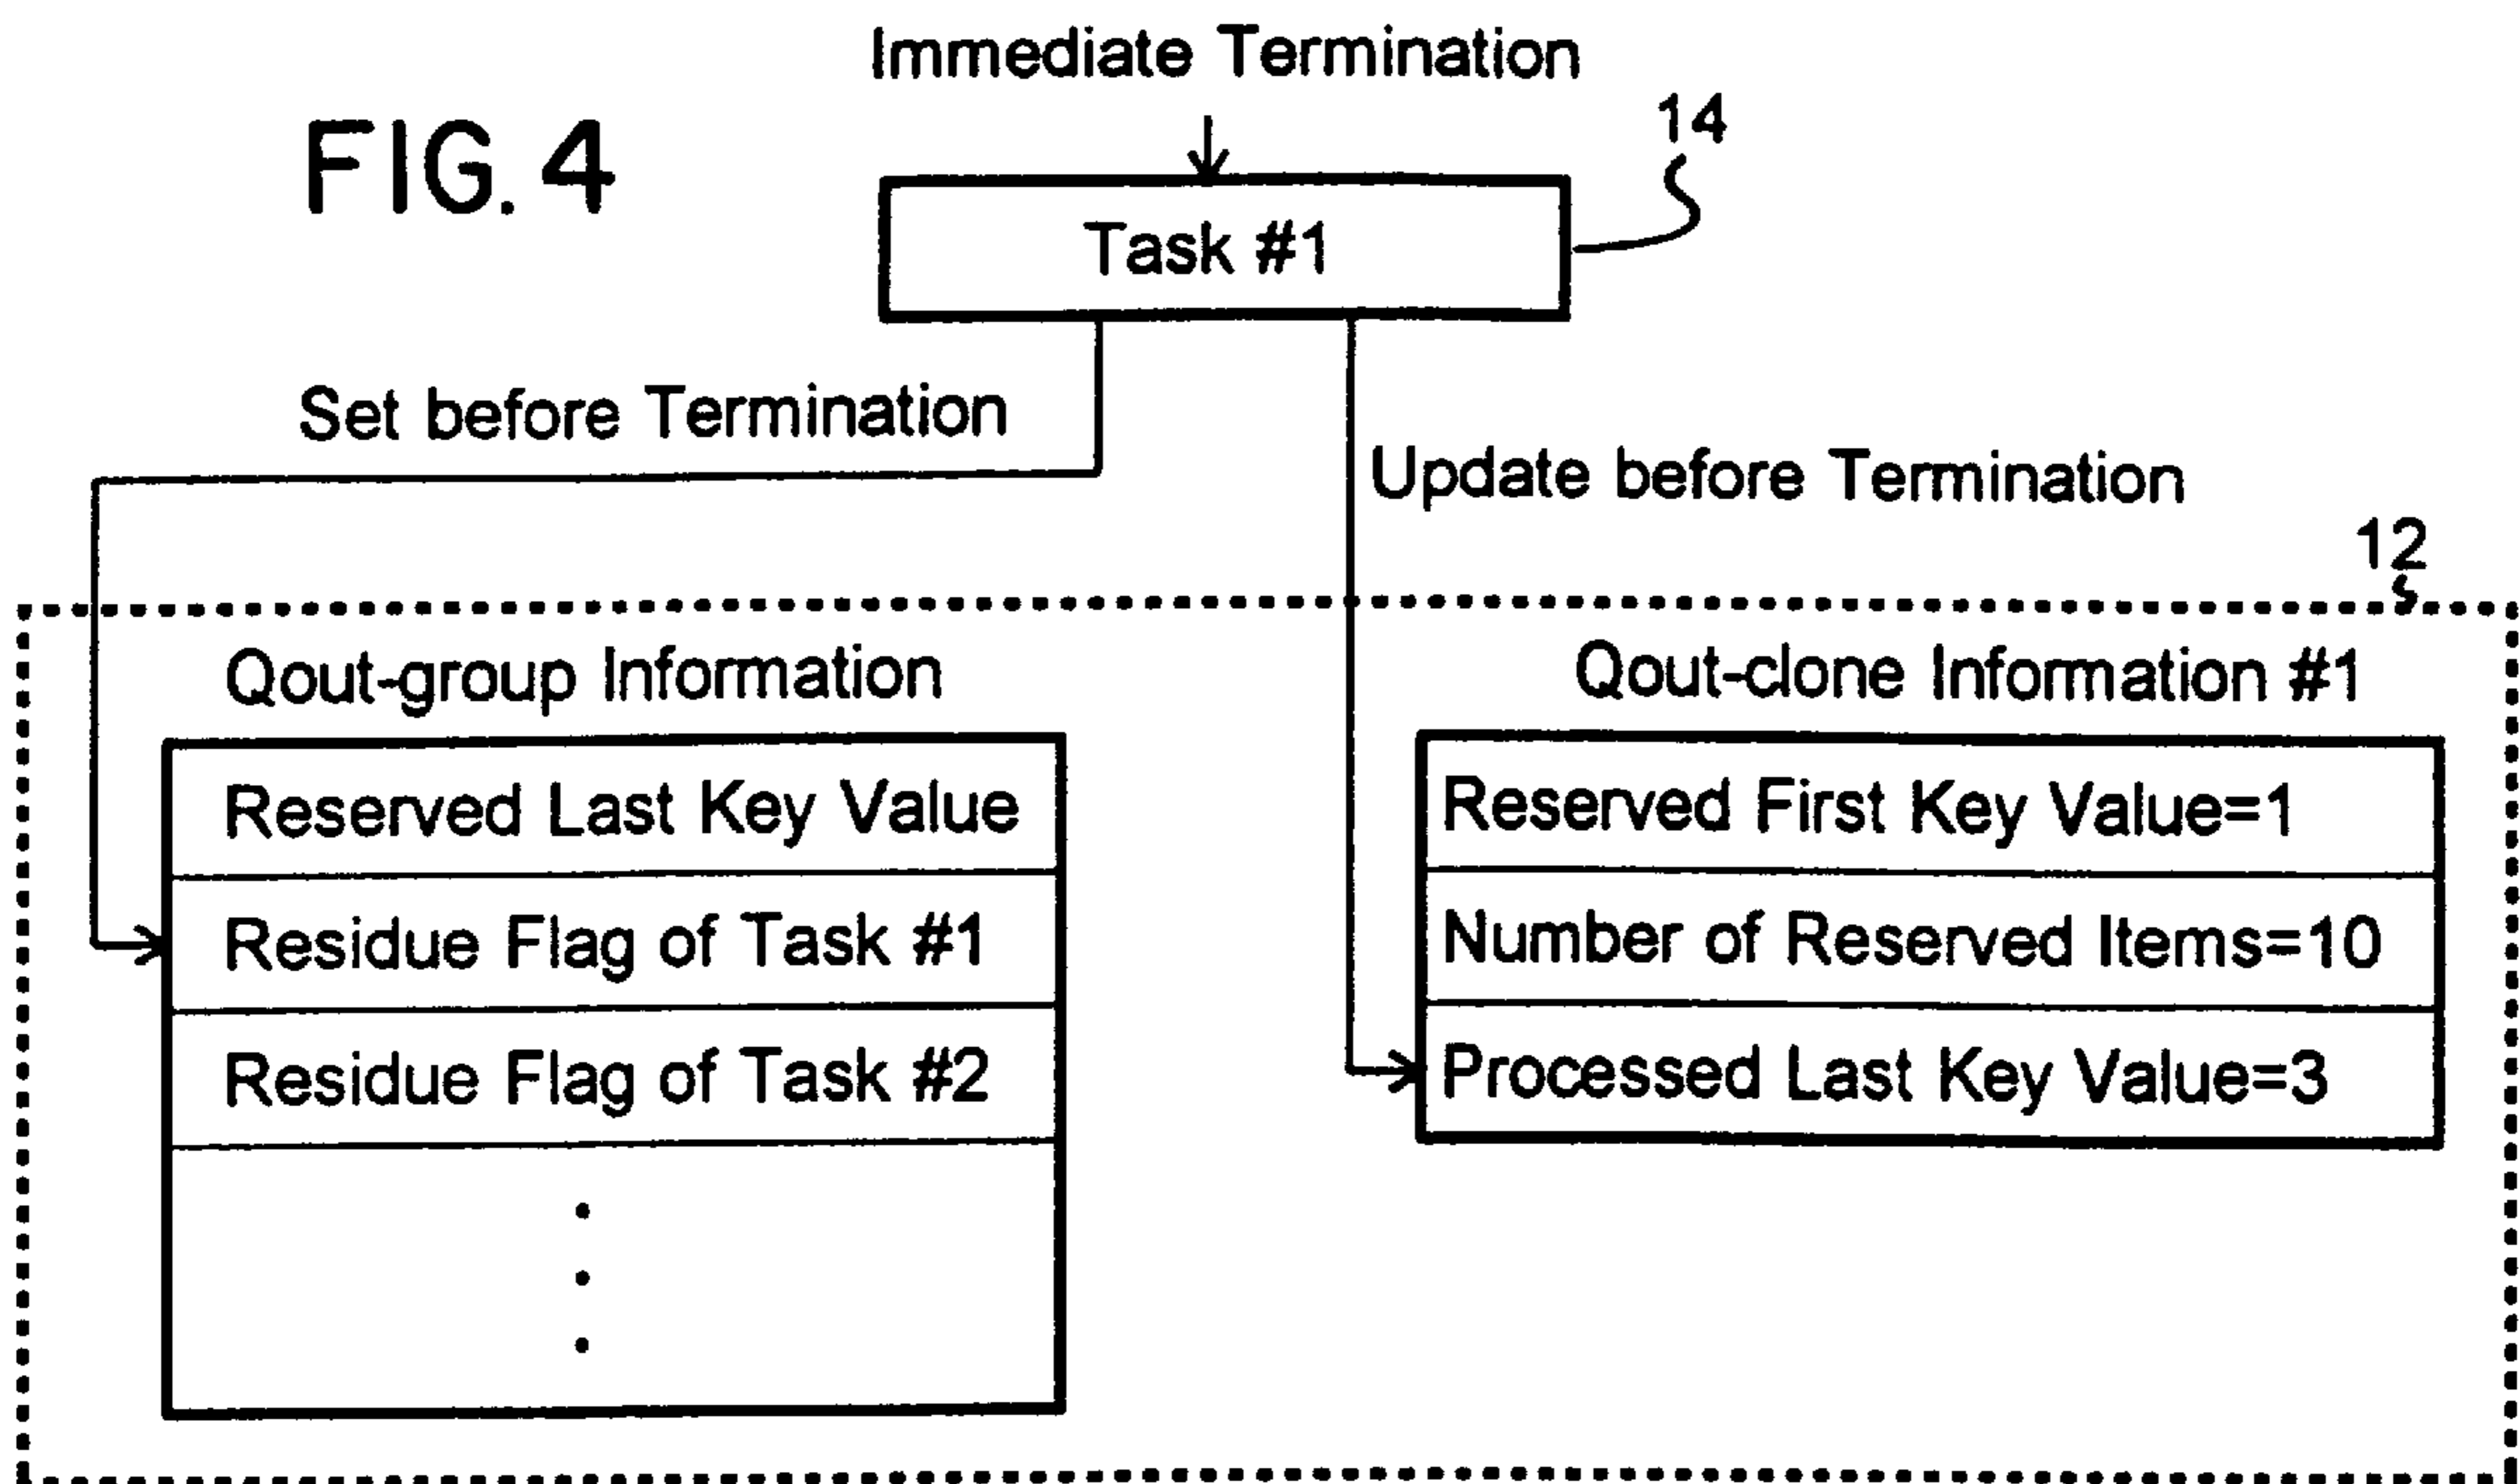 Immediate Termination
FIG. 4
14
Task #1
Set before Termination
Update before Termination
12
Qout-group Information
Qout-clone Information #1
Reserved Last Key Value
Residue Flag of Task #1
Residue Flag of Task #2
Reserved First Key Value=1
Number of Reserved Items=10
Processed Last Key Value=3